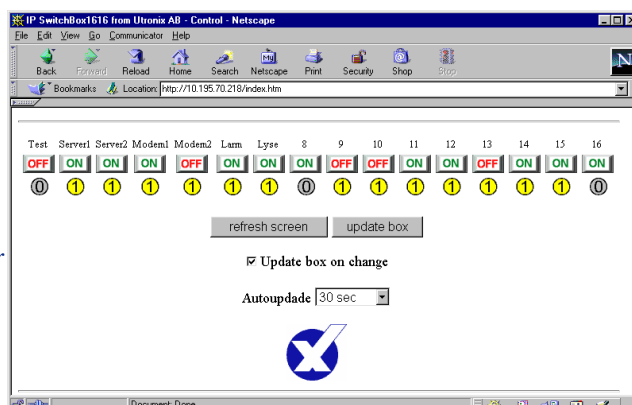 IP SwitchBox1616 from Utronix AB - Control - Netscape
File Edit View Go Communicator Help
Back Forward Reload Home Search Netscape Print Security Shop Stop
N
Bookmarks Location: http://10.195.70.218/index.htm
Test Server1 Server2 Modem1 Modem2 Larm Lyse 8 9 10 11 12 13 14 15 16
OFF ON ON ON OFF ON ON ON OFF OFF ON ON OFF ON ON ON
0 1 1 1 1 1 1 0 1 1 1 1 1 1 1 0
refresh screen update box
Update box on change
Autoupdade 30 sec
Document: Done